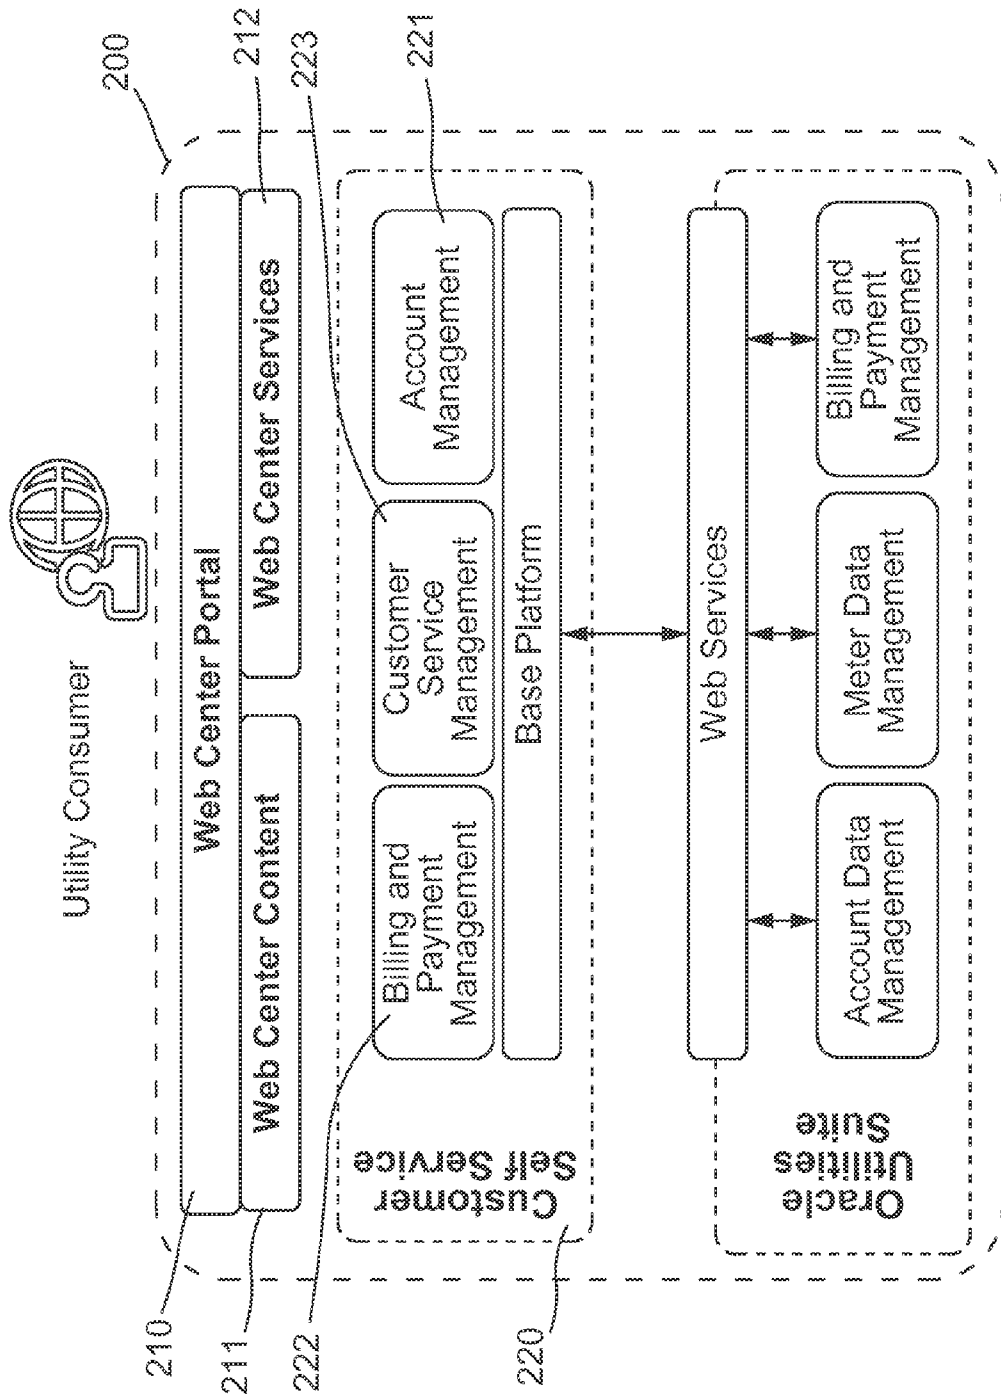 Utility Consumer
200
210
Web Center Portal
211
Web Center Content
Web Center Services
212
222
Billing and
Payment
Management
Customer
Service
Management
223
Account
Management
221
Base Platform
Customer
Self Service
220
Web Services
Oracle
Utilities
Suite
Account Data
Management
Meter Data
Management
Billing and
Payment
Management